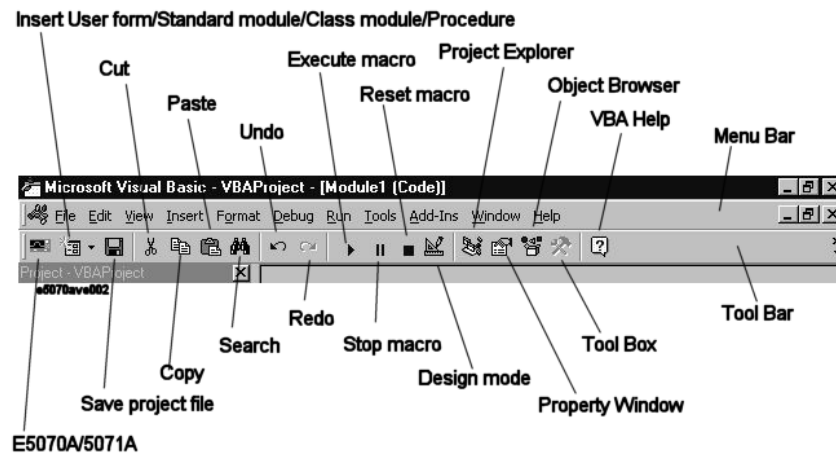 Insert User form/Standard module/Class module/Procedure
Cut
Execute macro
Project Explorer
Paste
Reset macro
Object Browser
Undo
VBA Help
Menu Bar
Microsoft Visual Basic - VBAProject - [Module1 (Code)]
File Edit View Insert Format Debug Run Tools Add-Ins Window Help
Project - VBAProject
e5070ave002
Redo
Tool Bar
Search
Stop macro
Tool Box
Copy
Design mode
Save project file
Property Window
E5070A/5071A